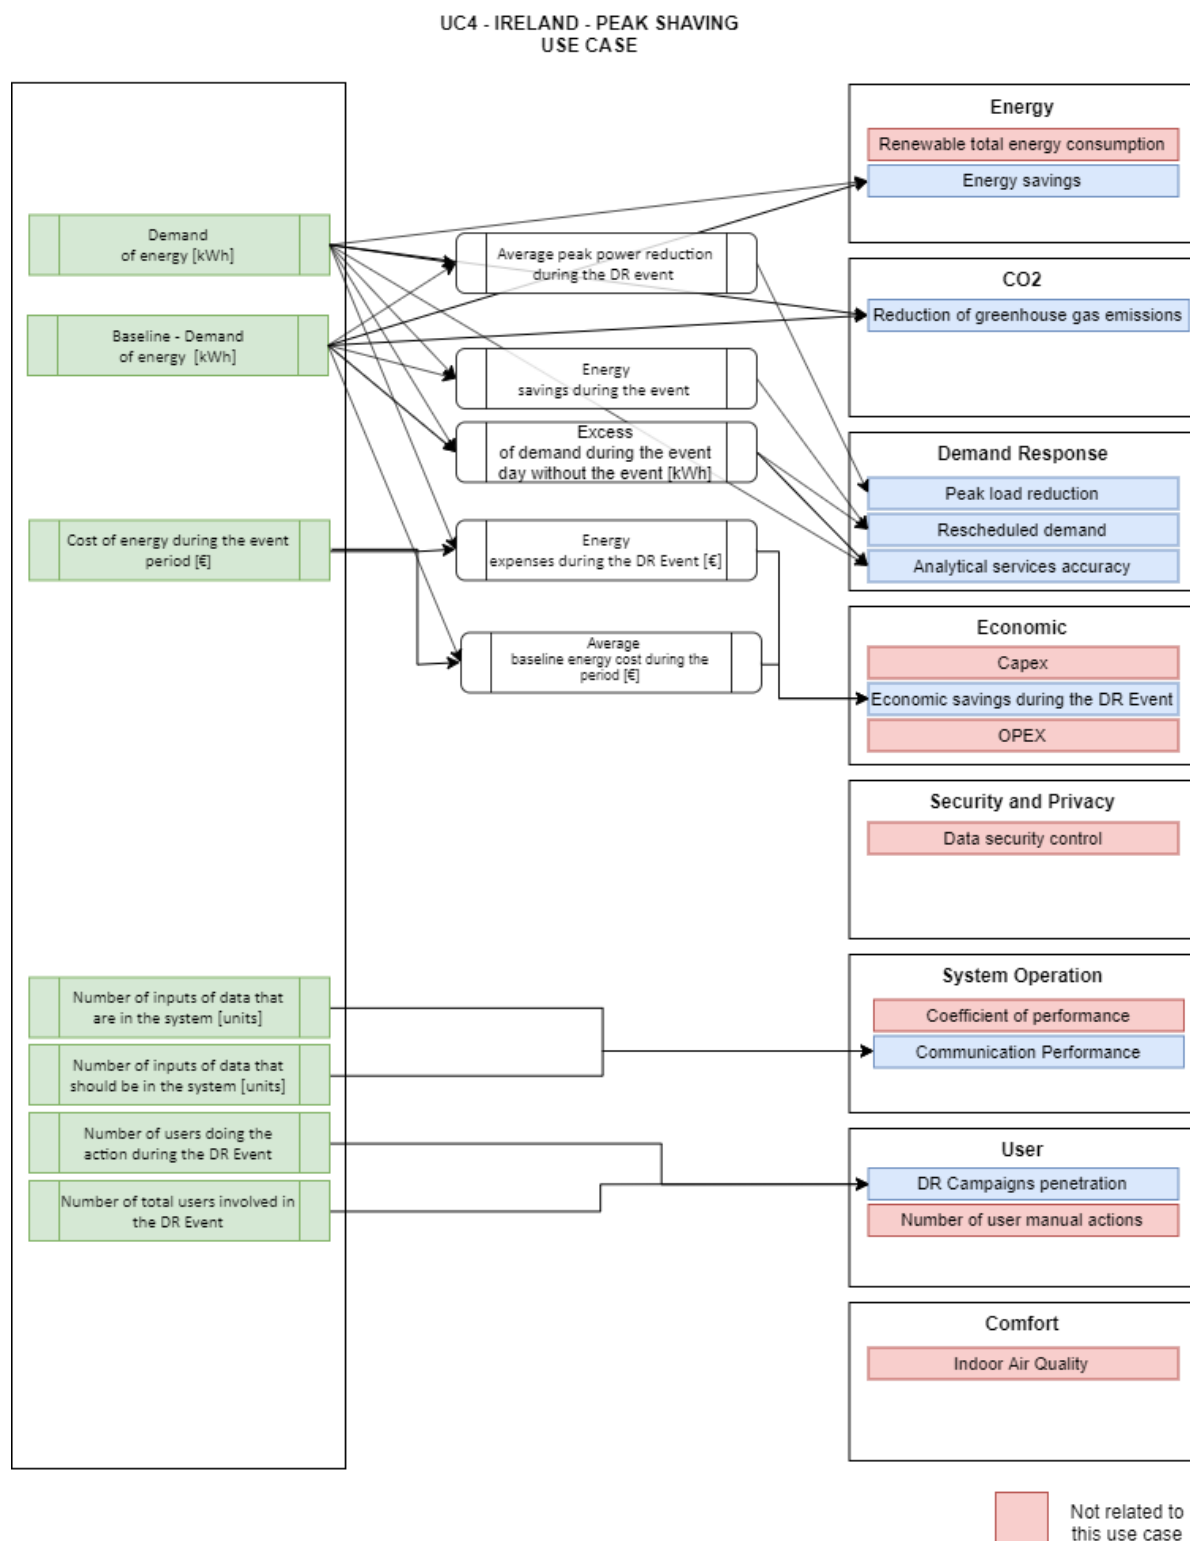 UC4 - IRELAND - PEAK SHAVING
USE CASE
Demand
of energy [kWh]
Baseline - Demand
of energy [kWh]
Cost of energy during the event
period [€]
Number of inputs of data that
are in the system [units]
Number of inputs of data that
should be in the system [units]
Number of users doing the
action during the DR Event
Number of total users involved in
the DR Event
Average peak power reduction
during the DR event
Energy
savings during the event
Excess
of demand during the event
day without the event [kWh]
Energy
expenses during the DR Event [€]
Average
baseline energy cost during the
period [€]
Energy
Renewable total energy consumption
Energy savings
CO2
Reduction of greenhouse gas emissions
Demand Response
Peak load reduction
Rescheduled demand
Analytical services accuracy
Economic
Capex
Economic savings during the DR Event
OPEX
Security and Privacy
Data security control
System Operation
Coefficient of performance
Communication Performance
User
DR Campaigns penetration
Number of user manual actions
Comfort
Indoor Air Quality
Not related to
this use case